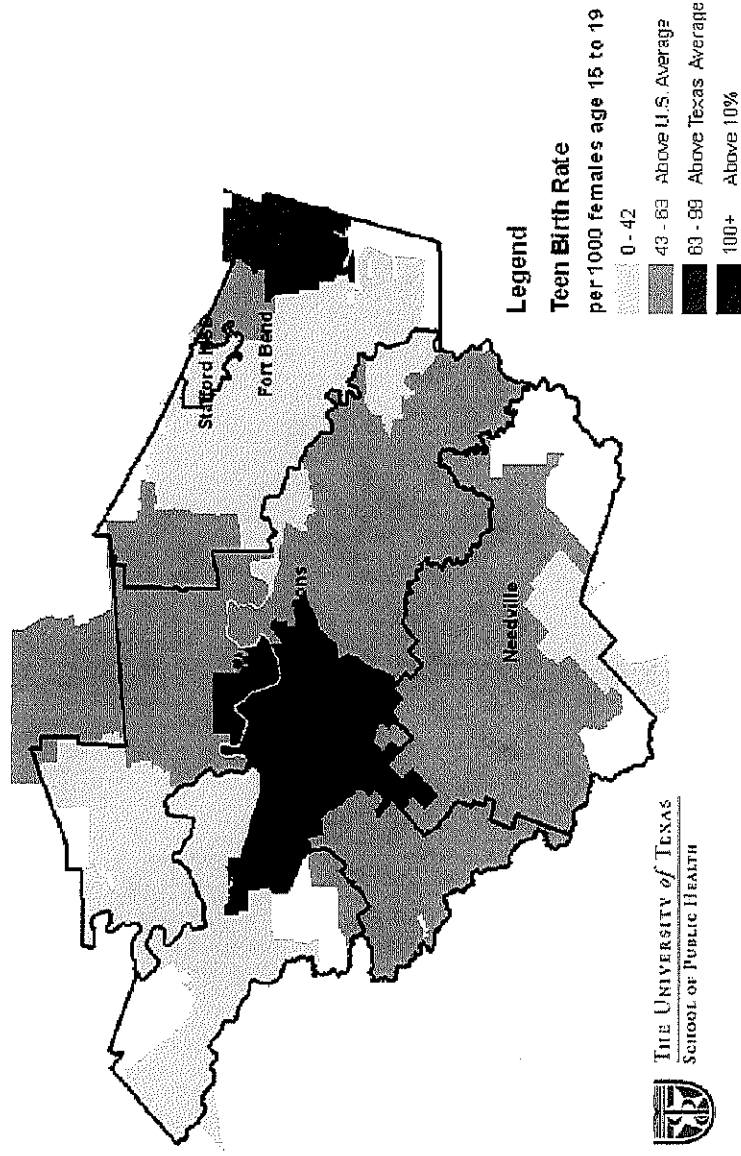 Stafford MSD
Fort Bend
Needville
Legend
Teen Birth Rate
per 1000 females age 15 to 19
0 - 42
43 - 63 Above U.S. Average
63 - 99 Above Texas Average
100+ Above 10%
THE UNIVERSITY of TEXAS
SCHOOL OF PUBLIC HEALTH